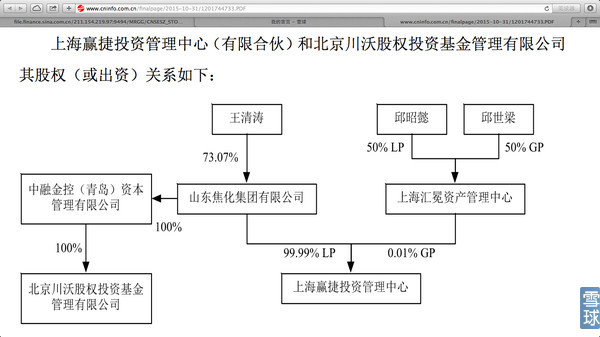 www.cninfo.com.cn/finalpage/2015-10-31/1201744731.PDF
file.finance.sina.com.cn/211.154.219.97:9494/MRGG/CNSESZ_STO...
www.cninfo.com.cn/finalpage/2015-10-31/1201744731.PDF
上海赢捷投资管理中心（有限合伙）和北京川沃股权投资基金管理有限公司
其股权（或出资）关系如下：
王清涛
邱昭懿
邱世梁
73.07%
50% LP
50% GP
中融金控（青岛）资本
管理有限公司
100%
山东焦化集团有限公司
上海汇冕资产管理中心
100%
99.99% LP
0.01% GP
北京川沃股权投资基金
管理有限公司
上海赢捷投资管理中心
雪球